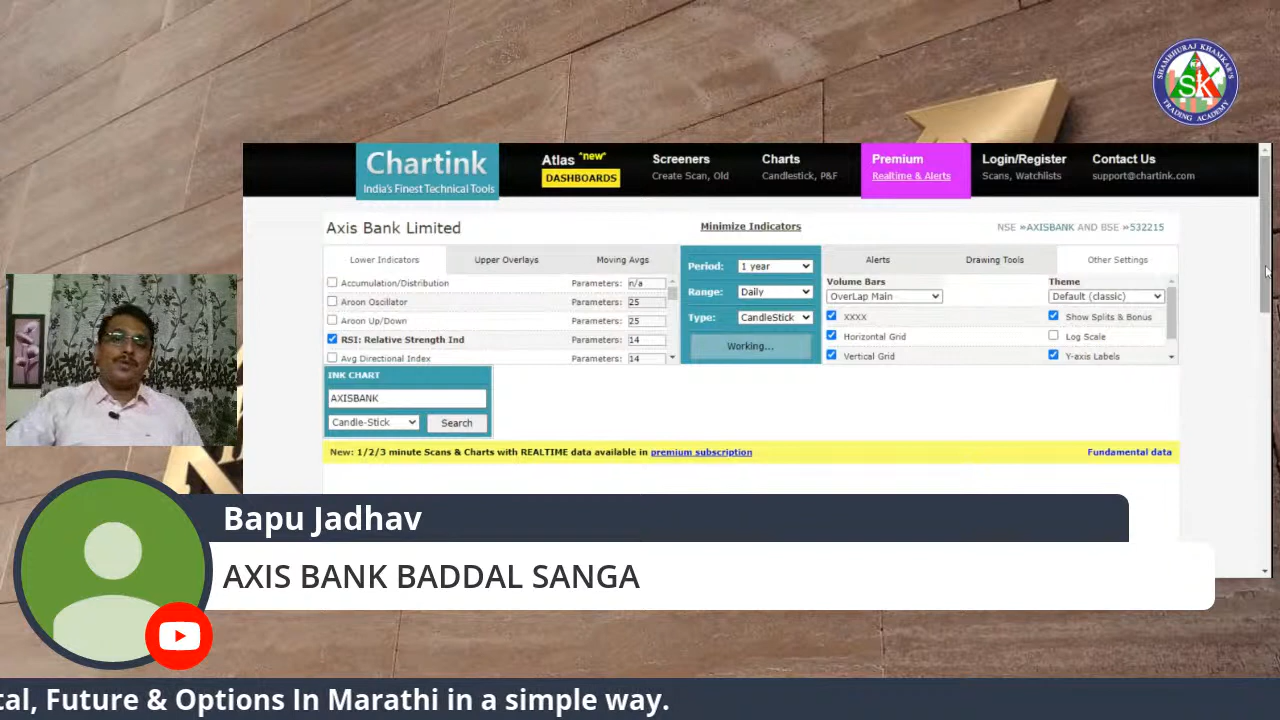 SHAMBHURAJ KHAMKAR'S
SK
TRADING ACADEMY
Chartink
India's Finest Technical Tools
Atlas "new"
DASHBOARDS
Screeners
Create Scan, Old
Charts
Candlestick, P&F
Premium
Realtime & Alerts
Login/Register
Scans, Watchlists
Contact Us
support@chartink.com
Axis Bank Limited
Minimize Indicators
NSE »AXISBANK AND BSE »532215
Lower Indicators
Upper Overlays
Moving Avgs
Accumulation/Distribution Parameters: n/a
Aroon Oscillator Parameters: 25
Aroon Up/Down Parameters: 25
RSI: Relative Strength Ind Parameters: 14
Avg Directional Index Parameters: 14
Period: 1 year
Range: Daily
Type: CandleStick
Working...
Alerts
Drawing Tools
Other Settings
Volume Bars
OverLap Main
XXXX
Horizontal Grid
Vertical Grid
Theme
Default (classic)
Show Splits & Bonus
Log Scale
Y-axis Labels
INK CHART
AXISBANK
Candle-Stick
Search
New: 1/2/3 minute Scans & Charts with REALTIME data available in premium subscription
Fundamental data
Bapu Jadhav
AXIS BANK BADDAL SANGA
tal, Future & Options In Marathi in a simple way.